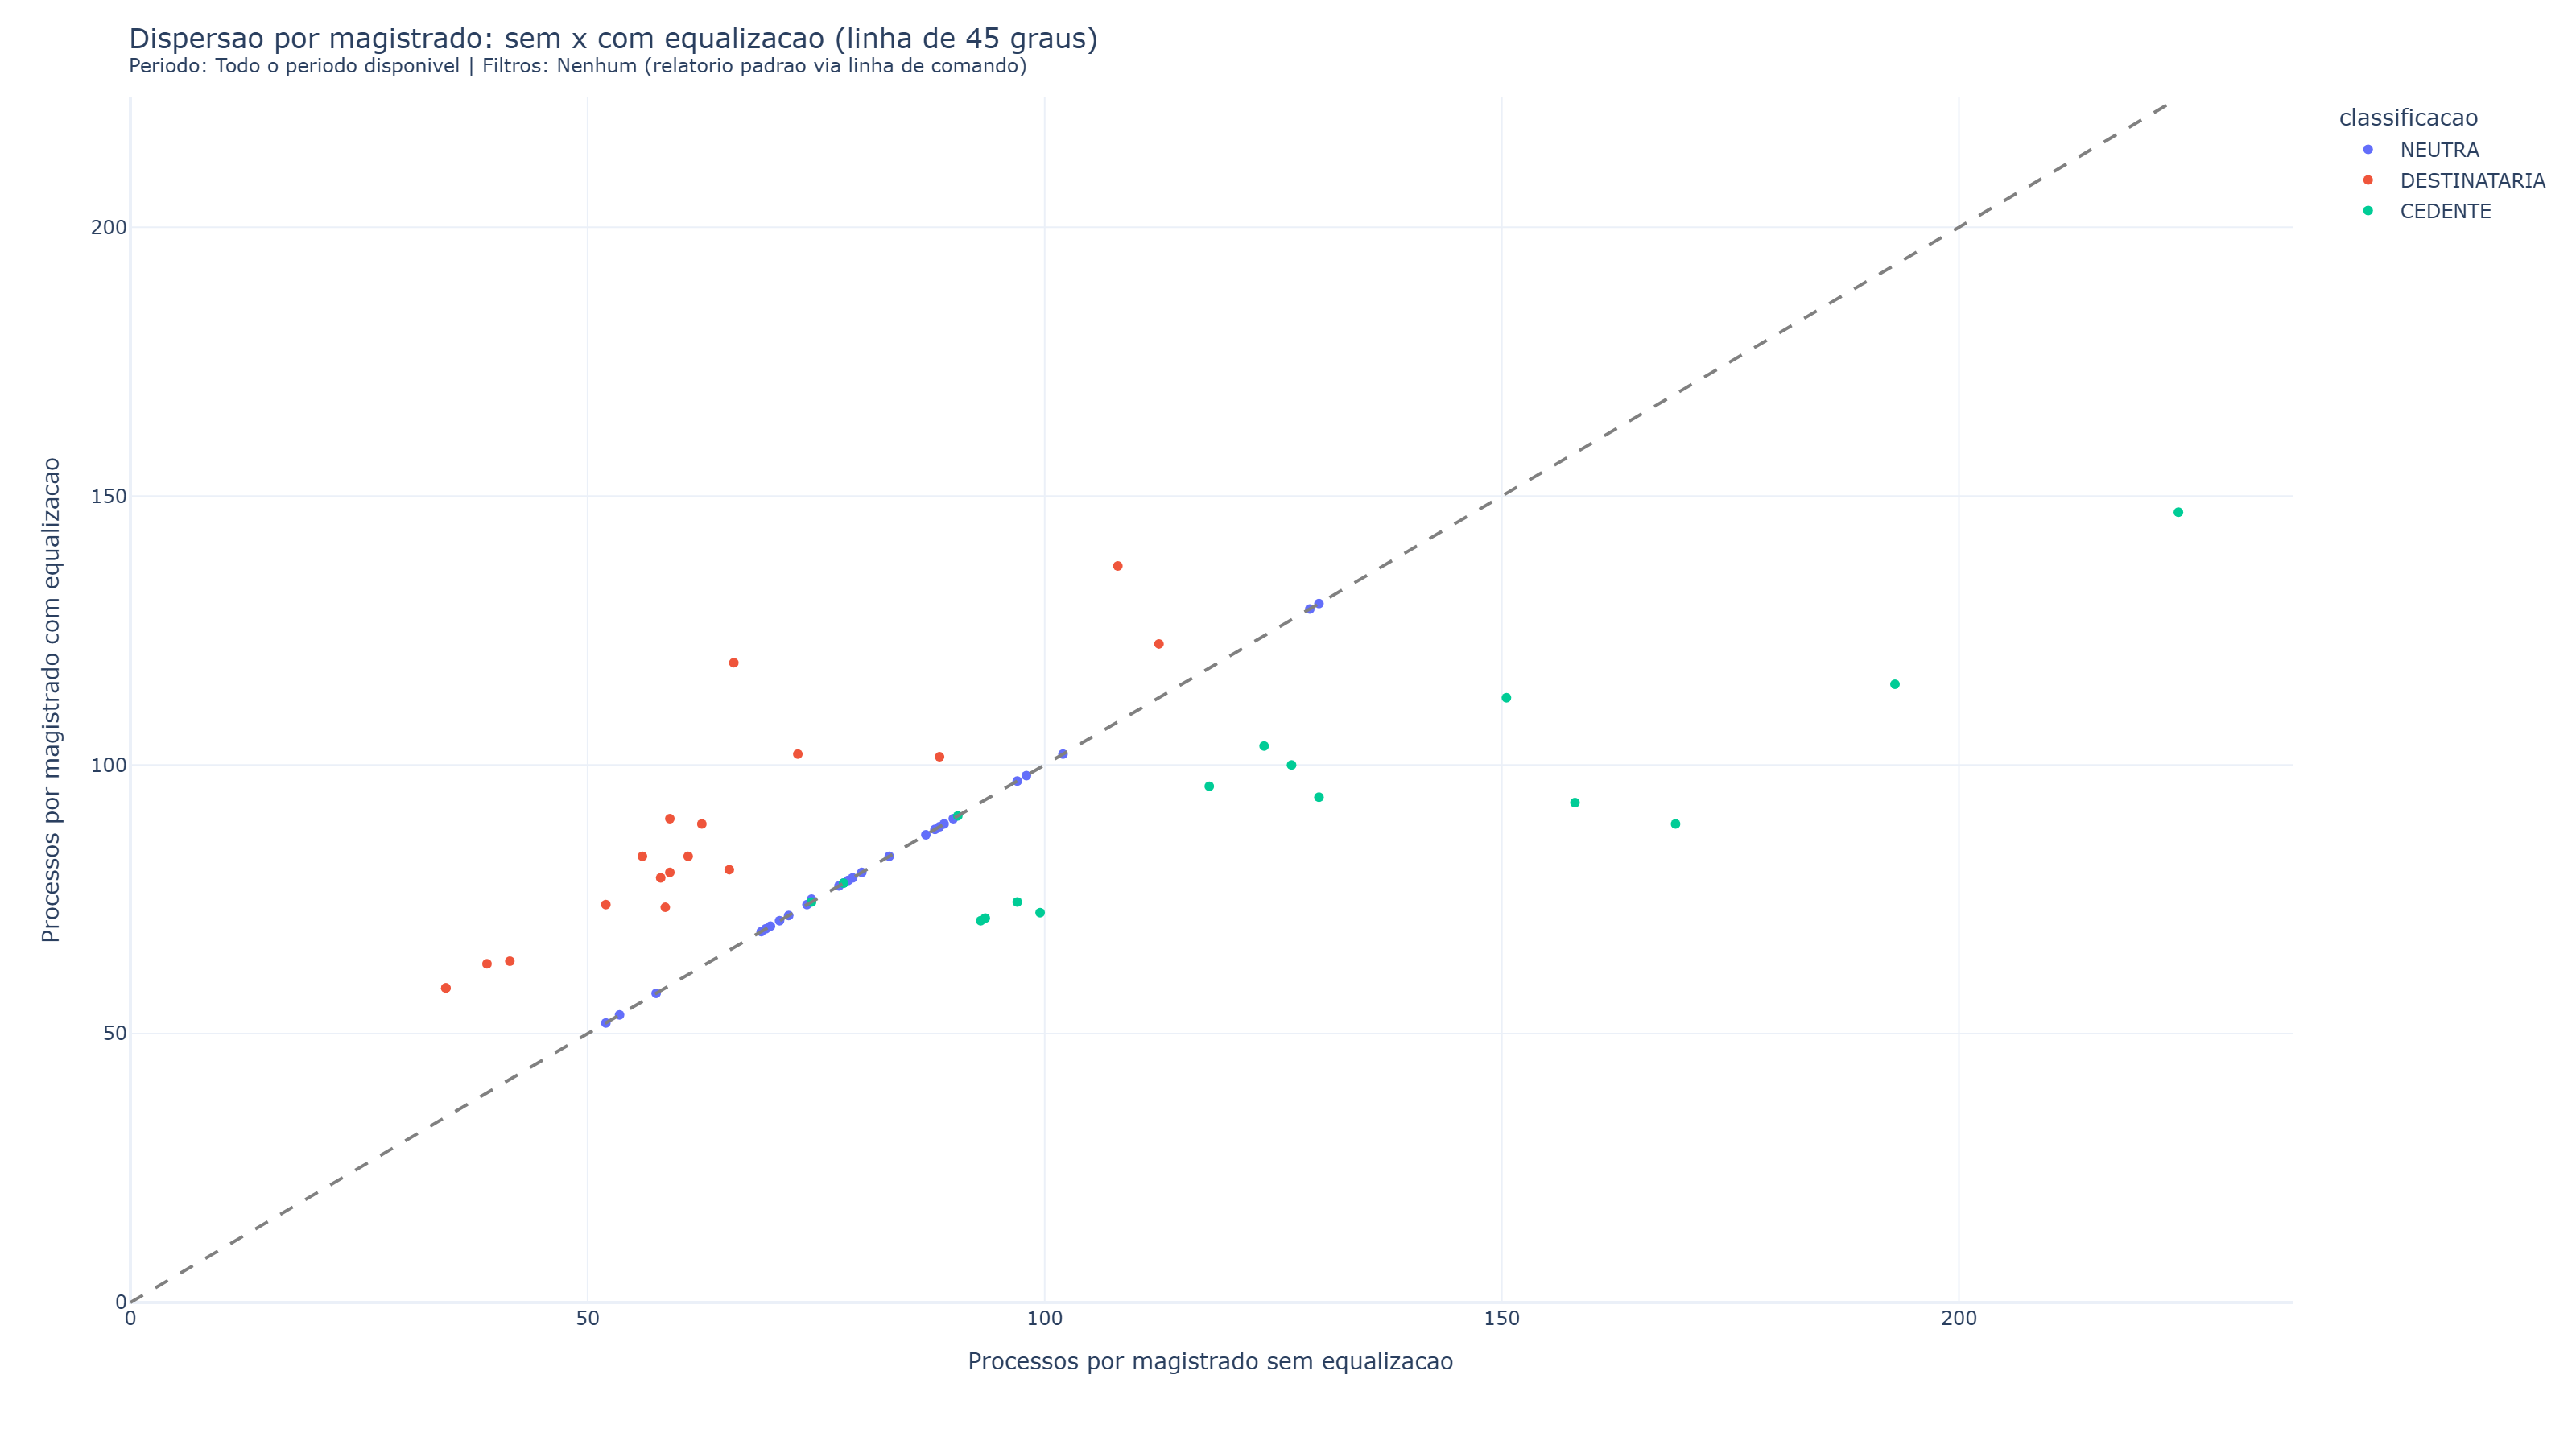 Dispersao por magistrado: sem x com equalizacao (linha de 45 graus)
Periodo: Todo o periodo disponivel | Filtros: Nenhum (relatorio padrao via linha de comando)
classificacao
NEUTRA
DESTINATARIA
CEDENTE
Processos por magistrado com equalizacao
200
150
100
50
0
0
50
100
150
200
Processos por magistrado sem equalizacao